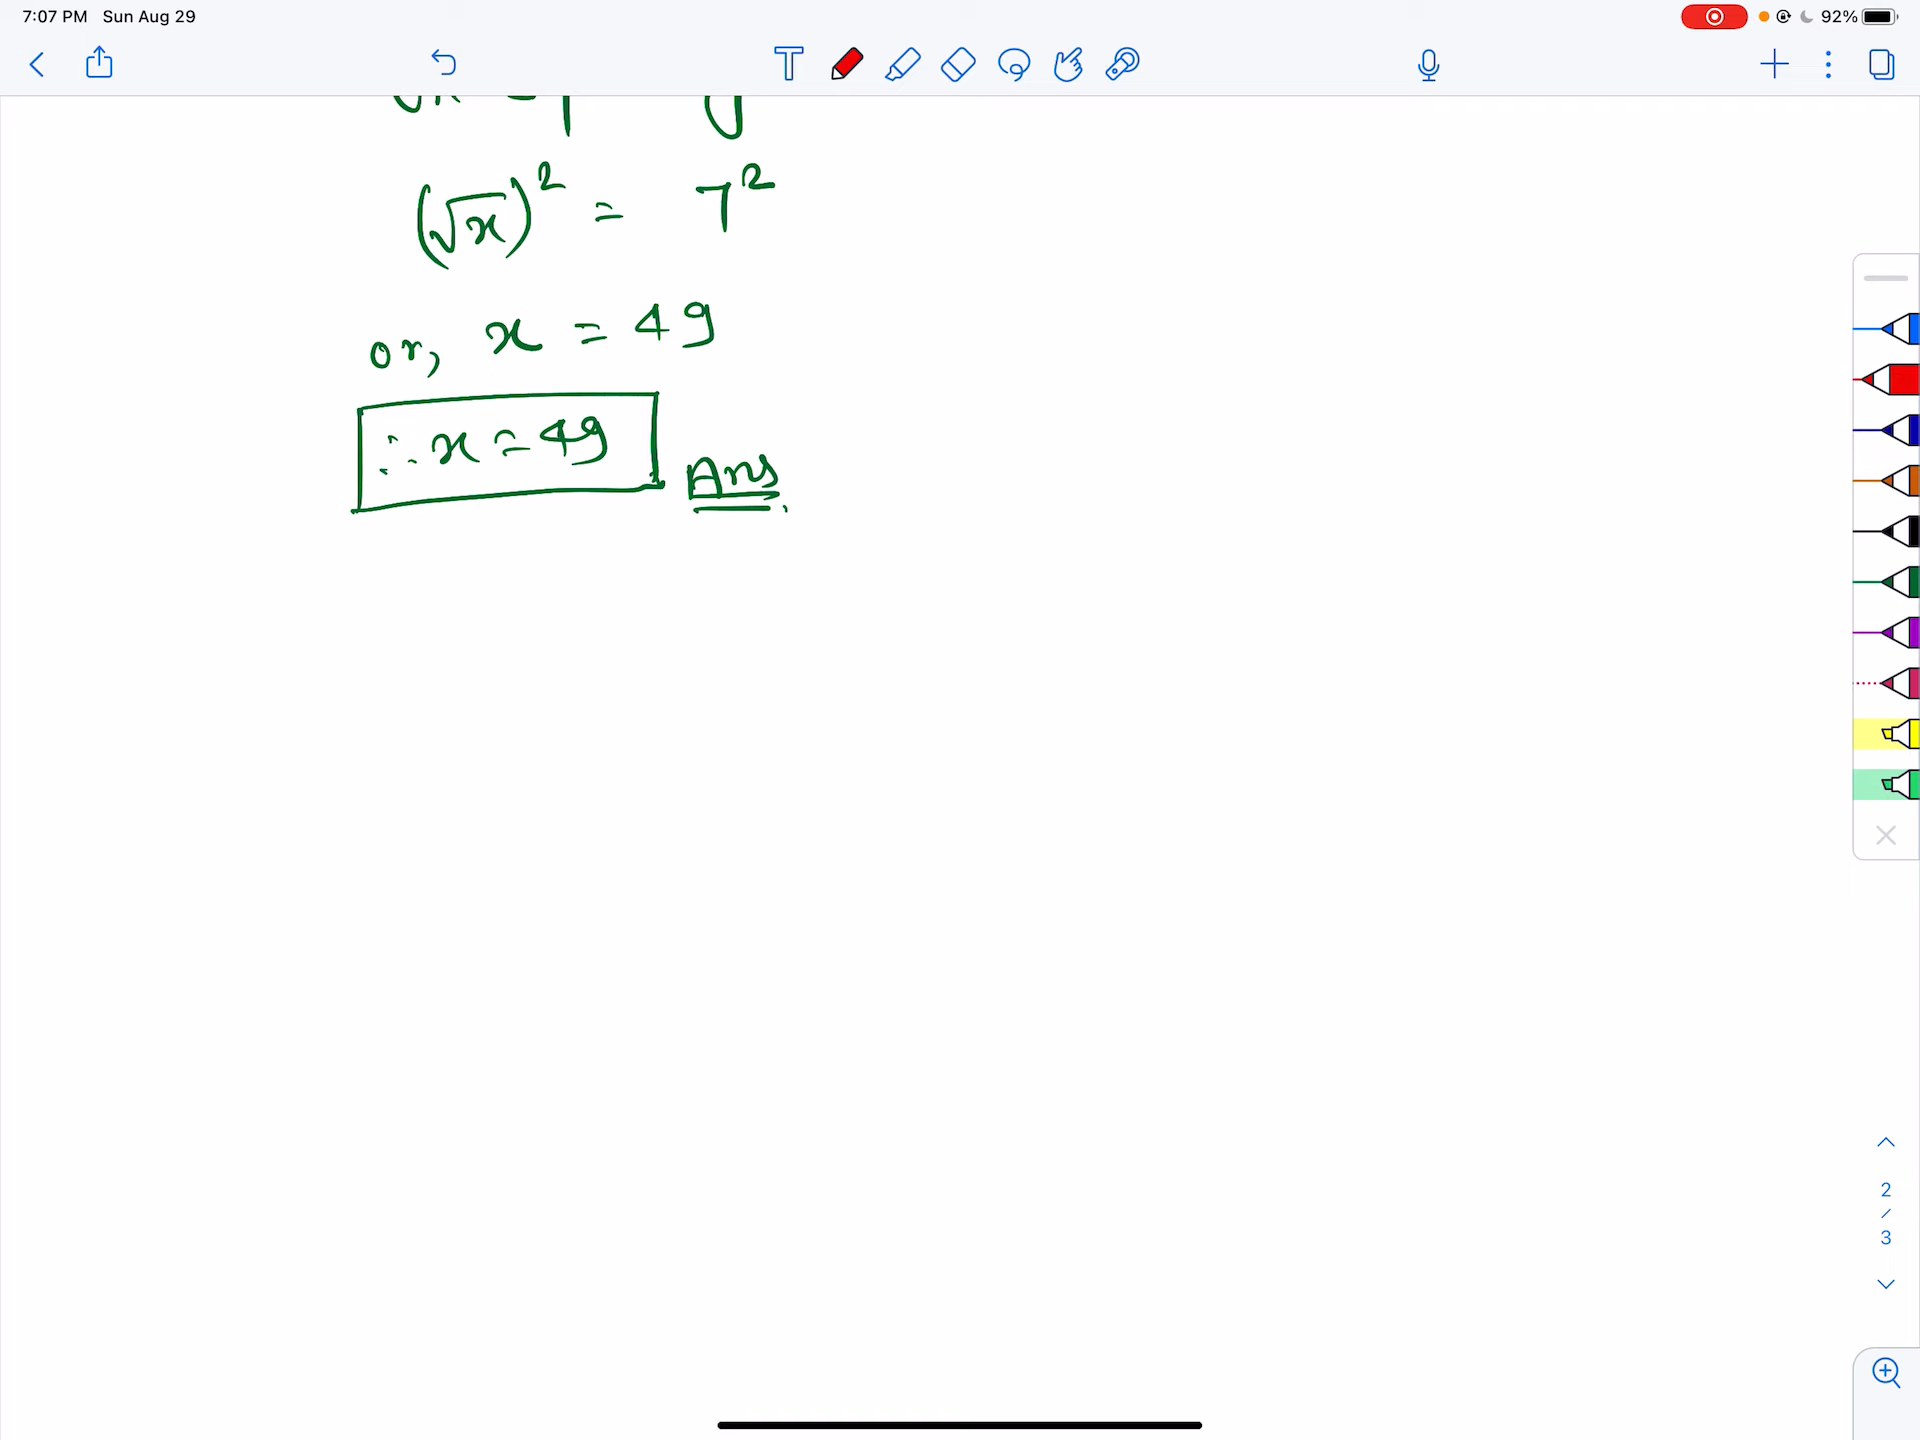 7:07 PM Sun Aug 29
92%
(√x)² = 7²
or, x = 49
∴ x = 49
Ans.
2
/
3